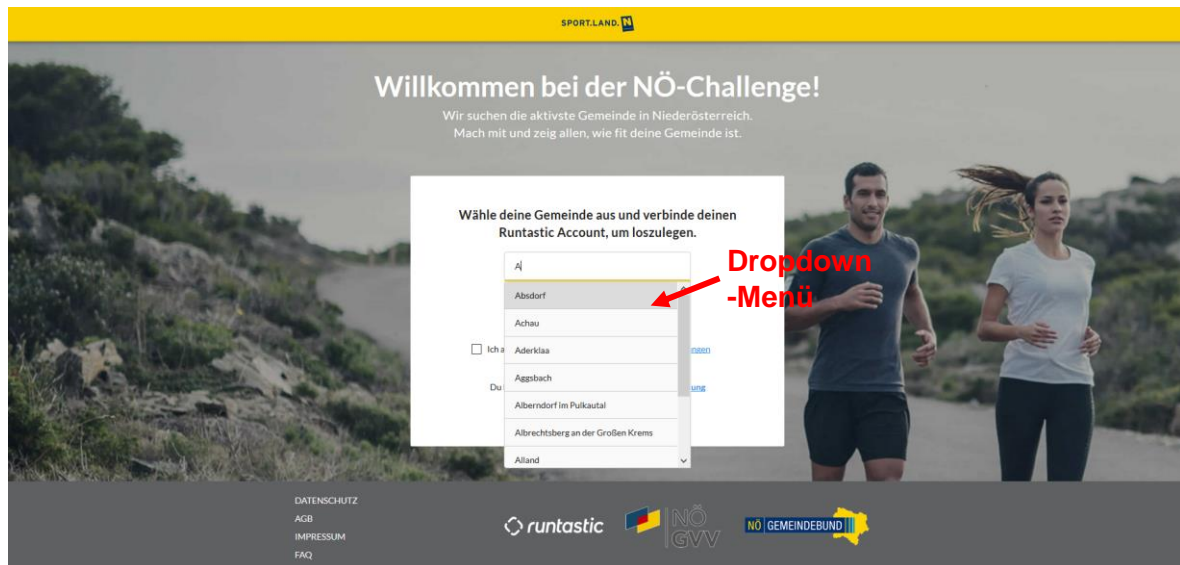 SPORT.LAND. N
Willkommen bei der NÖ-Challenge!
Wir suchen die aktivste Gemeinde in Niederösterreich.
Mach mit und zeig allen, wie fit deine Gemeinde ist.
Wähle deine Gemeinde aus und verbinde deinen
Runtastic Account, um loszulegen.
A
Dropdown
-Menü
Absdorf
Achau
Ich
Aderklaa
Aggsbach
Du
Alberndorf im Pulkautal
Albrechtsberg an der Großen Krems
Alland
DATENSCHUTZ
AGB
IMPRESSUM
FAQ
runtastic
NÖ
GVV
NÖ GEMEINDEBUND